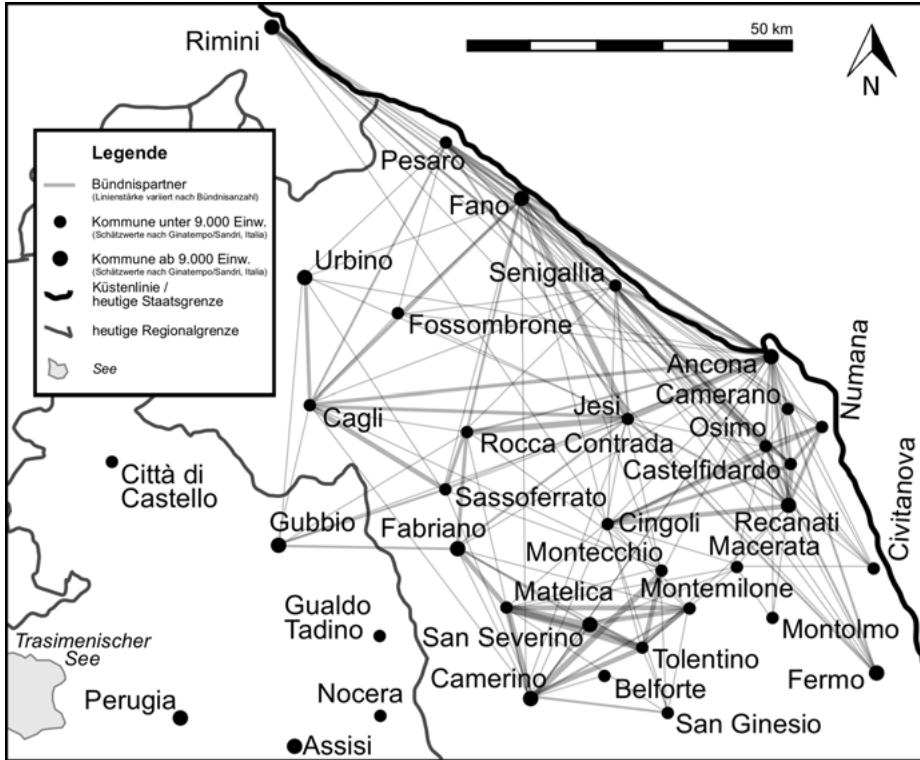 Rimini
50 km
N
Legende
Bündnispartner
(Linienstärke variiert nach Bündnisanzahl)
Kommune unter 9.000 Einw.
(Schätzwerte nach Ginatempo/Sandri, Italia)
Kommune ab 9.000 Einw.
(Schätzwerte nach Ginatempo/Sandri, Italia)
Küstenlinie /
heutige Staatsgrenze
heutige Regionalgrenze
See
Pesaro
Fano
Urbino
Senigallia
Fossombrone
Ancona
Numana
Camerano
Cagli
Jesi
Osimo
Rocca Contrada
Castelfidardo
Città di
Castello
Sassoferrato
Gubbio
Fabriano
Cingoli
Recanati
Civitanova
Montecchio
Macerata
Matelica
Montemilone
Gualdo
Tadino
San Severino
Montolmo
Trasimenischer
See
Tolentino
Camerino
Belforte
Fermo
Perugia
Nocera
San Ginesio
Assisi